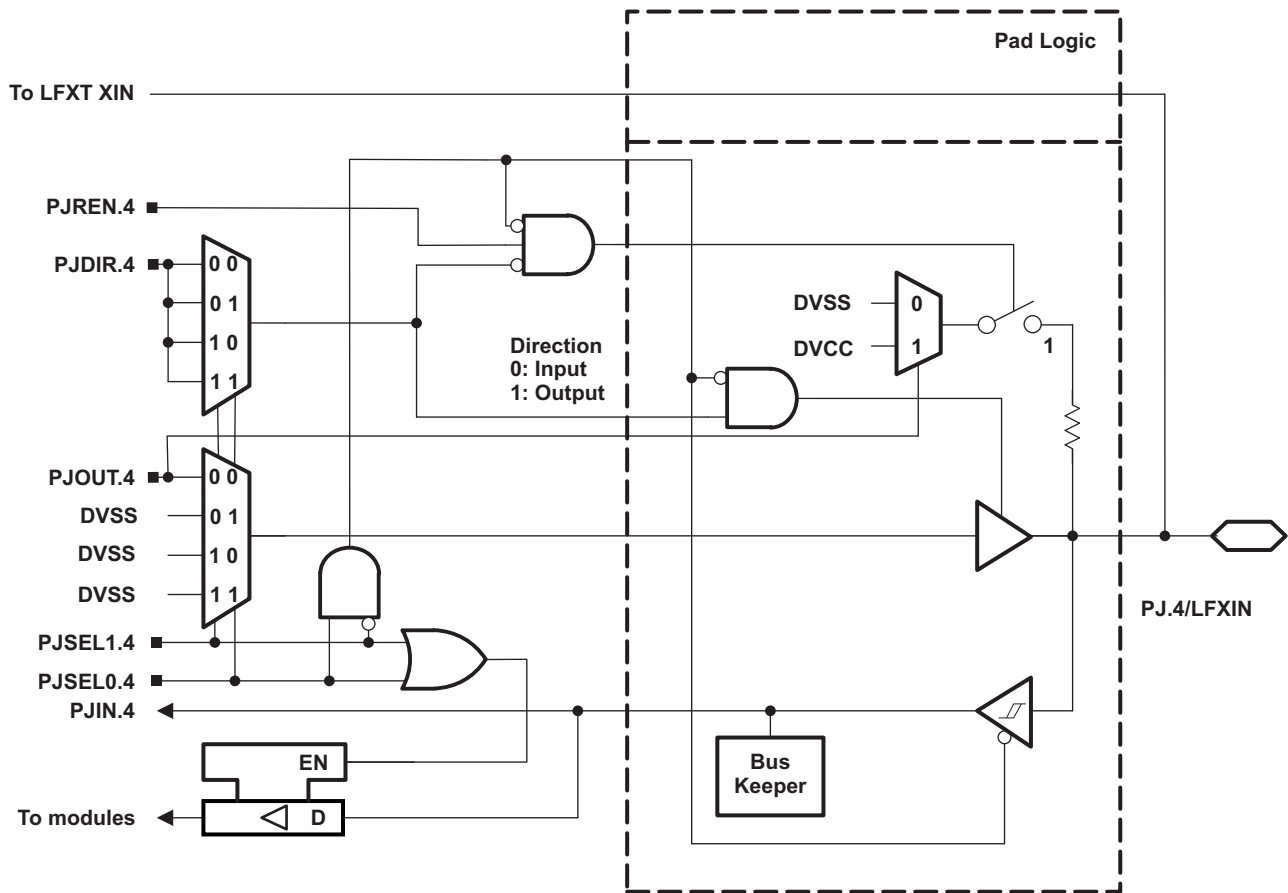 Pad Logic
To LFXT XIN
PJREN.4
PJDIR.4
0 0
0 1
1 0
1 1
Direction
0: Input
1: Output
DVSS
0
DVCC
1
1
PJOUT.4
0 0
DVSS
0 1
DVSS
1 0
DVSS
1 1
PJ.4/LFXIN
PJSEL1.4
PJSEL0.4
PJIN.4
EN
Bus
Keeper
To modules
D